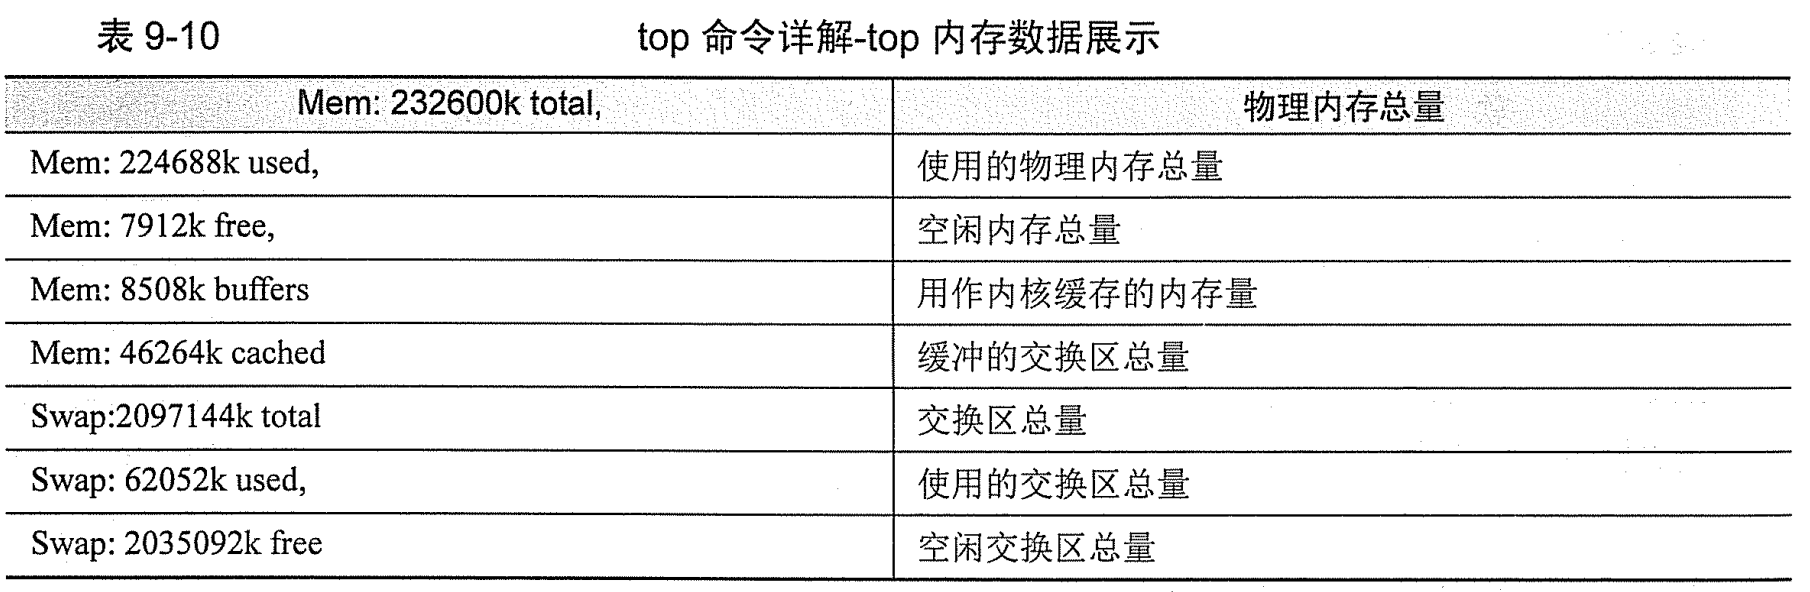 表 9-10 top 命令详解-top 内存数据展示
Mem: 232600k total, 物理内存总量
Mem: 224688k used, 使用的物理内存总量
Mem: 7912k free, 空闲内存总量
Mem: 8508k buffers 用作内核缓存的内存量
Mem: 46264k cached 缓冲的交换区总量
Swap:2097144k total 交换区总量
Swap: 62052k used, 使用的交换区总量
Swap: 2035092k free 空闲交换区总量